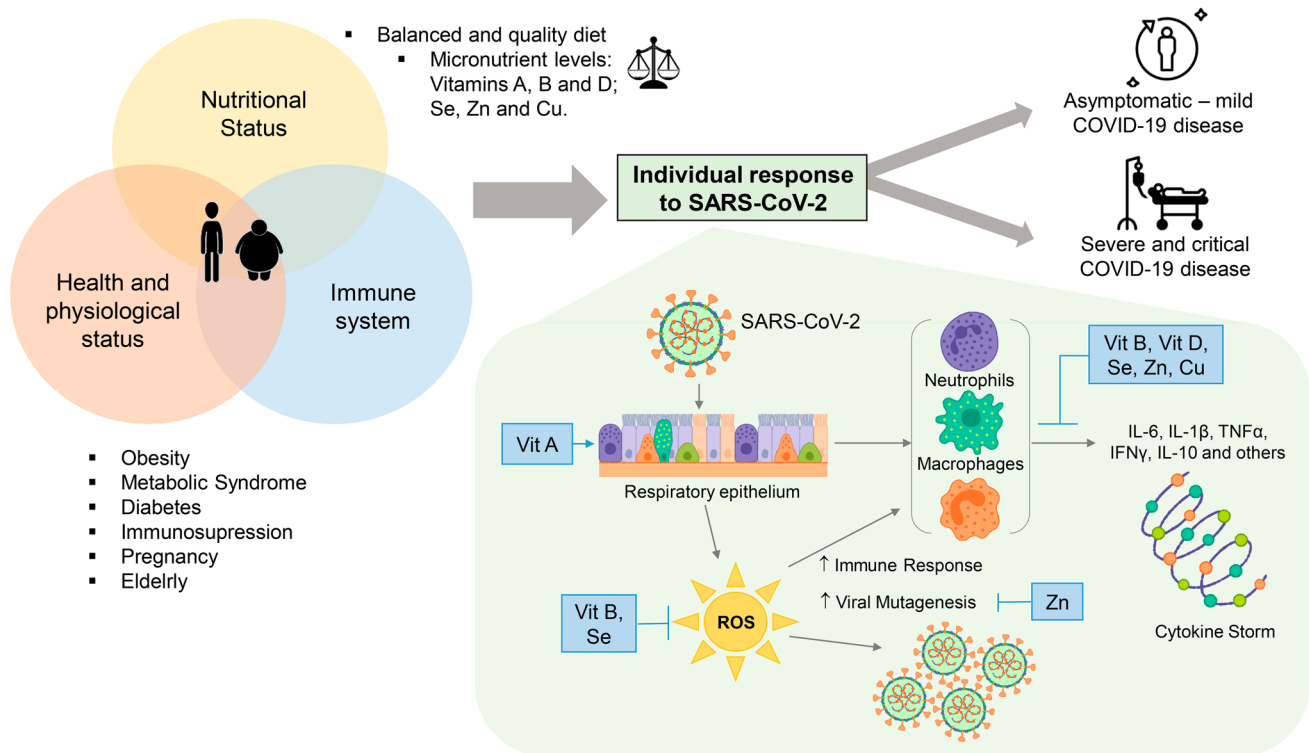 Nutritional
Status
Health and
physiological
status
Immune
system
▪ Balanced and quality diet
▪ Micronutrient levels:
Vitamins A, B and D;
Se, Zn and Cu.
▪ Obesity
▪ Metabolic Syndrome
▪ Diabetes
▪ Immunosupression
▪ Pregnancy
▪ Eldelrly
Individual response
to SARS-CoV-2
Asymptomatic – mild
COVID-19 disease
Severe and critical
COVID-19 disease
SARS-CoV-2
Vit A
Respiratory epithelium
Neutrophils
Macrophages
Vit B, Vit D,
Se, Zn, Cu
IL-6, IL-1β, TNFα,
IFNγ, IL-10 and others
Cytokine Storm
Vit B,
Se
ROS
↑ Immune Response
↑ Viral Mutagenesis
Zn